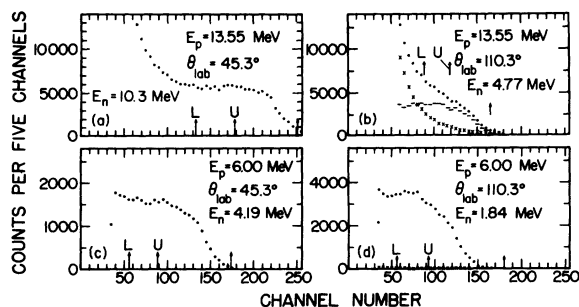 COUNTS PER FIVE CHANNELS
10000
5000
0
E_p = 13.55 MeV
θ_lab = 45.3°
E_n = 10.3 MeV
L U
(a)
10000
5000
0
E_p = 13.55 MeV
L U
θ_lab = 110.3°
E_n = 4.77 MeV
(b)
2000
1000
0
E_p = 6.00 MeV
θ_lab = 45.3°
E_n = 4.19 MeV
(c) L U
50 100 150 200 250
4000
2000
0
E_p = 6.00 MeV
θ_lab = 110.3°
E_n = 1.84 MeV
(d) L U
50 100 150 200 250
CHANNEL NUMBER